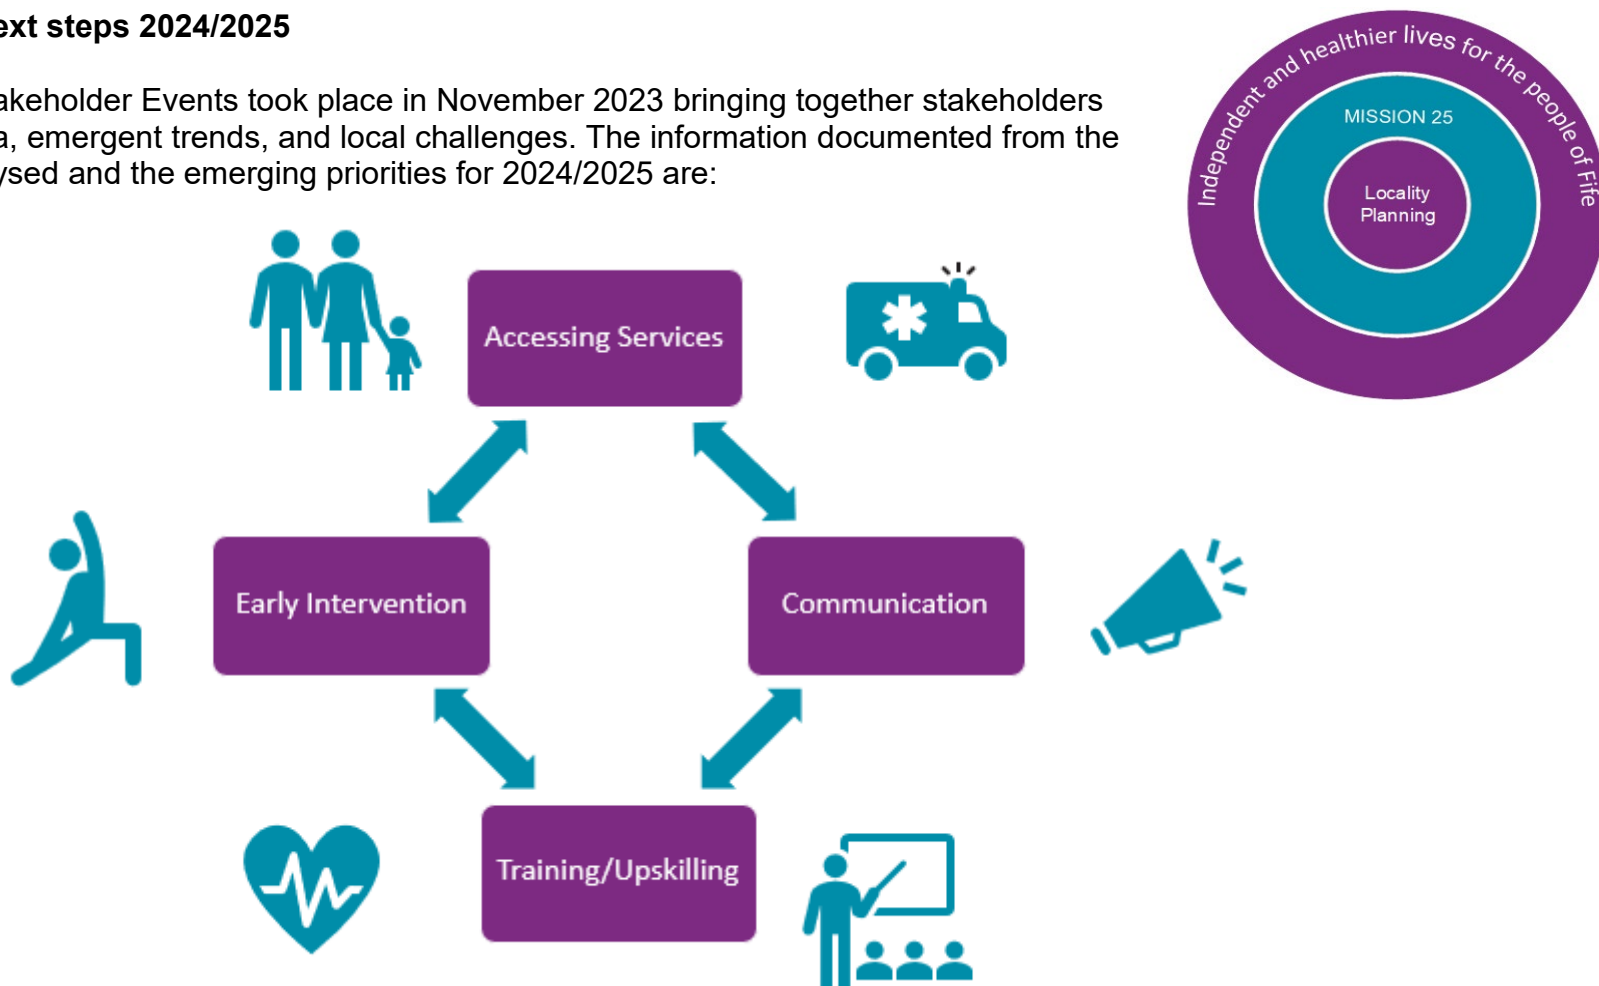 ext steps 2024/2025
akeholder Events took place in November 2023 bringing together stakeholders
a, emergent trends, and local challenges. The information documented from the
ysed and the emerging priorities for 2024/2025 are:
Independent and healthier lives for the people of Fife
MISSION 25
Locality
Planning
Accessing Services
Early Intervention
Communication
Training/Upskilling